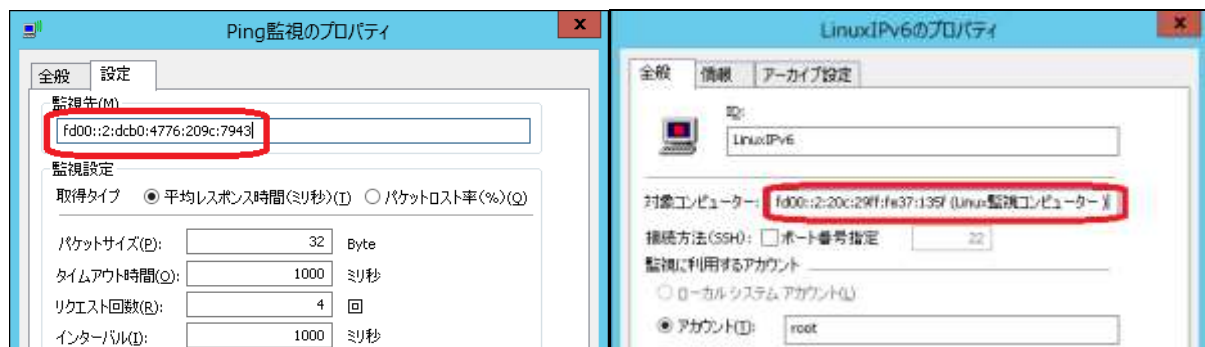 Ping監視のプロパティ
x
全般 設定
監視先(M)
fd00::2:dcb0:4776:209c:7943
監視設定
取得タイプ 平均レスポンス時間(ミリ秒)(I) パケットロスト率(%)(Q)
パケットサイズ(P): 32 Byte
タイムアウト時間(O): 1000 ミリ秒
リクエスト回数(R): 4 回
インターバル(I): 1000 ミリ秒
LinuxIPv6のプロパティ
x
全般 情報 アーカイブ設定
ID:
LinuxIPv6
対象コンピューター: fd00::2:20c:29ff:fe37:135f (Linux監視コンピューター)
接続方法(SSH): ポート番号指定 22
監視に利用するアカウント
ローカル システム アカウント(L)
アカウント(T): root